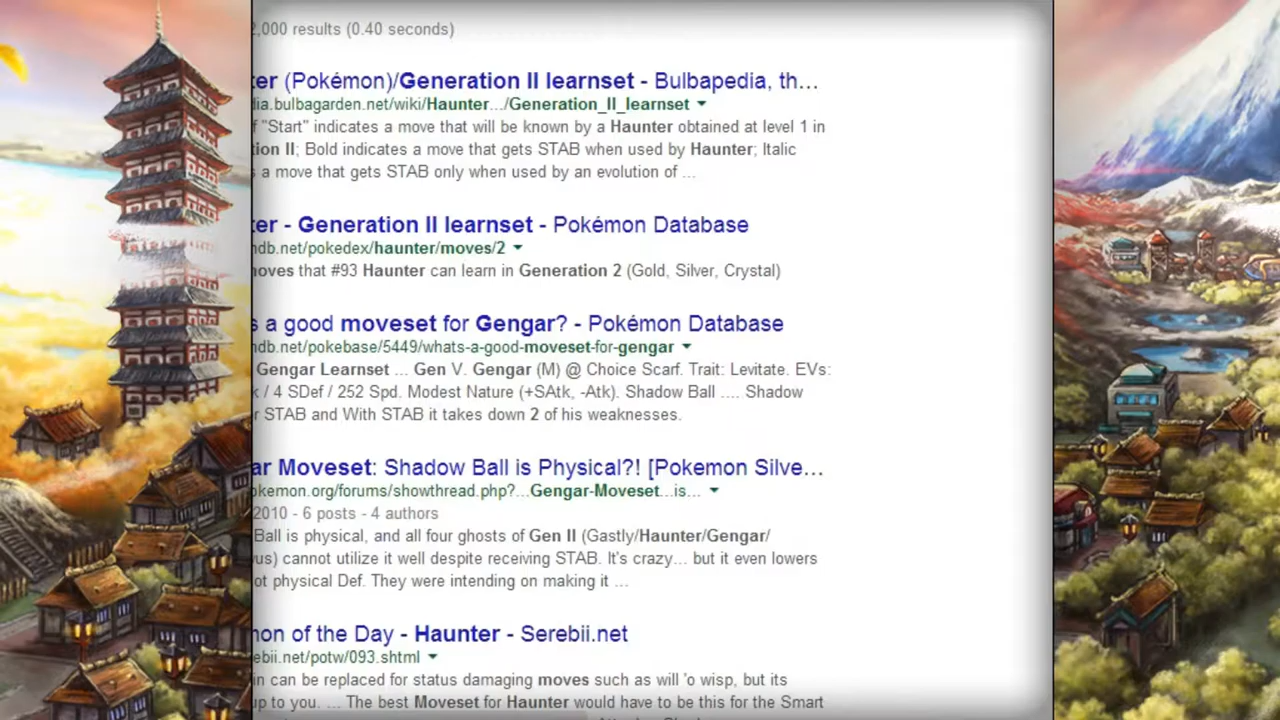 2,000 results (0.40 seconds)
ter (Pokémon)/Generation II learnset - Bulbapedia, th...
dia.bulbagarden.net/wiki/Haunter.../Generation_II_learnset
f "Start" indicates a move that will be known by a Haunter obtained at level 1 in
tion II; Bold indicates a move that gets STAB when used by Haunter; Italic
s a move that gets STAB only when used by an evolution of ...
ter - Generation II learnset - Pokémon Database
ndb.net/pokedex/haunter/moves/2
moves that #93 Haunter can learn in Generation 2 (Gold, Silver, Crystal)
s a good moveset for Gengar? - Pokémon Database
ndb.net/pokebase/5449/whats-a-good-moveset-for-gengar
Gengar Learnset ... Gen V. Gengar (M) @ Choice Scarf. Trait: Levitate. EVs:
k / 4 SDef / 252 Spd. Modest Nature (+SAtk, -Atk). Shadow Ball .... Shadow
or STAB and With STAB it takes down 2 of his weaknesses.
ar Moveset: Shadow Ball is Physical?! [Pokemon Silve...
okemon.org/forums/showthread.php?...Gengar-Moveset...is...
2010 - 6 posts - 4 authors
Ball is physical, and all four ghosts of Gen II (Gastly/Haunter/Gengar/
vus) cannot utilize it well despite receiving STAB. It's crazy... but it even lowers
ot physical Def. They were intending on making it ...
non of the Day - Haunter - Serebii.net
ebii.net/potw/093.shtml
in can be replaced for status damaging moves such as will 'o wisp, but its
up to you. ... The best Moveset for Haunter would have to be this for the Smart